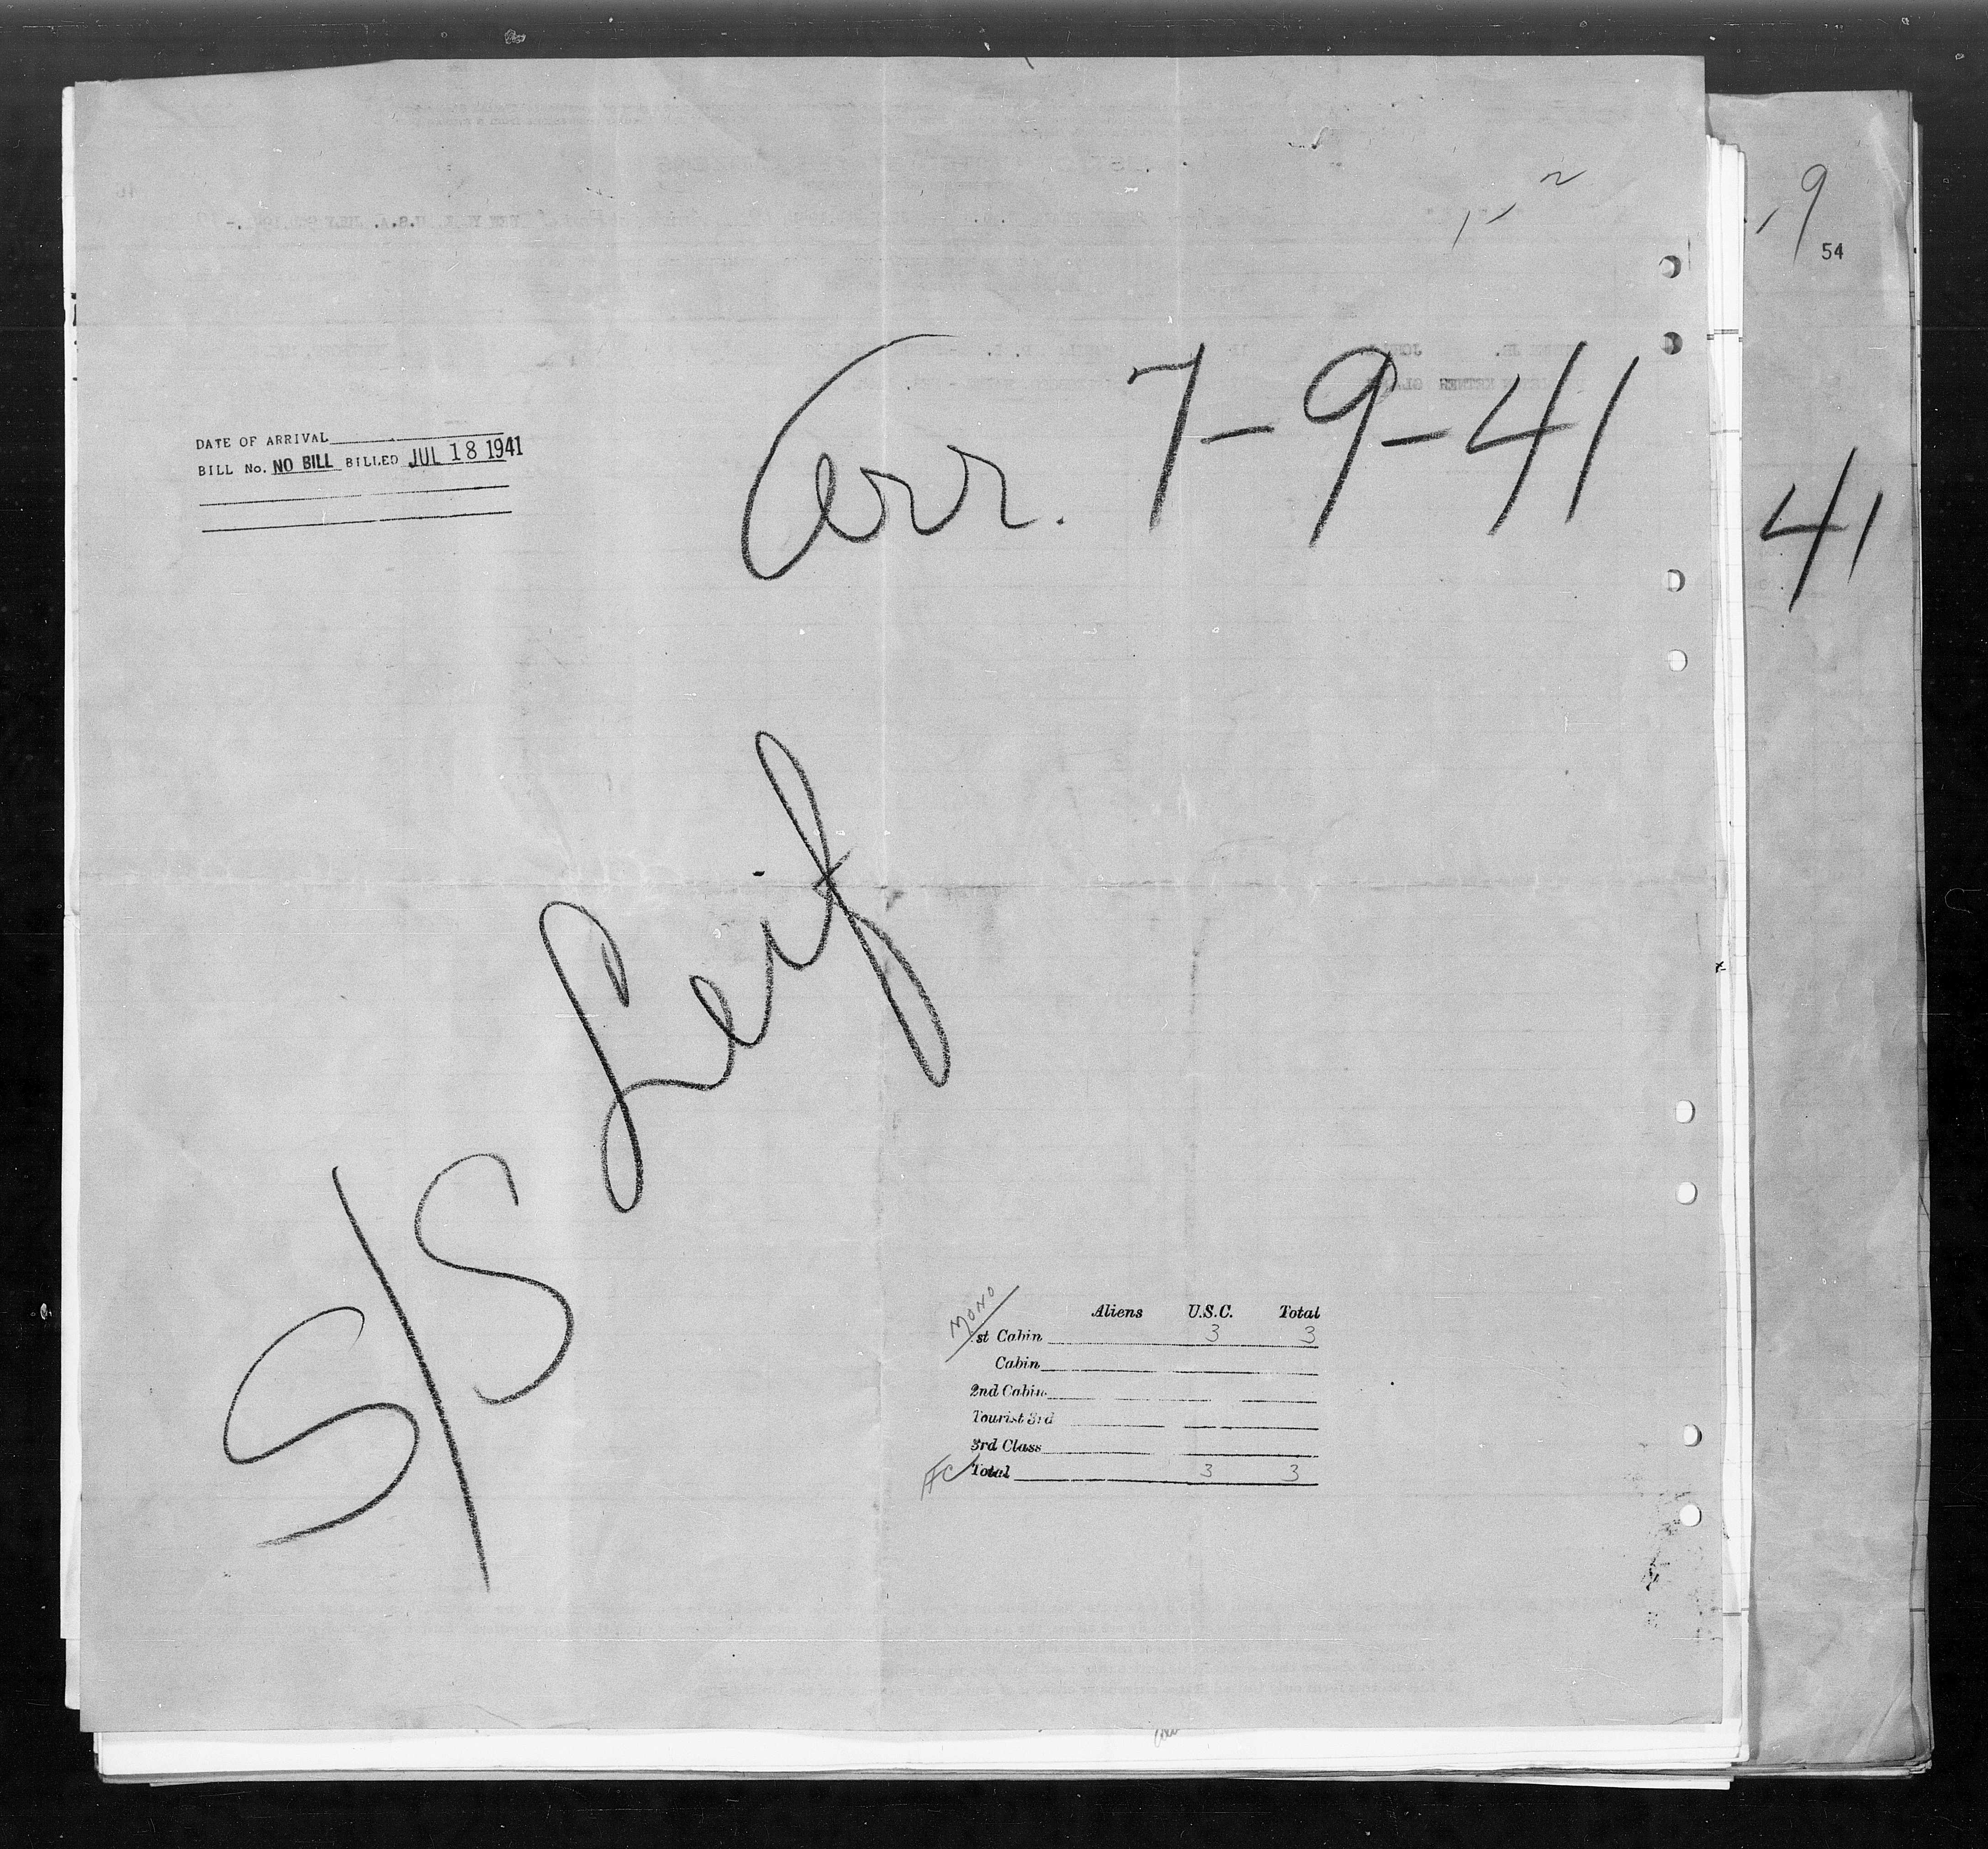 1-2
9
54
Arr. 7-9-41
41
DATE OF ARRIVAL
BILL No. NO BILL BILLED JUL 18 1941
S/S Leif
MONO
Aliens U.S.C. Total
1st Cabin 3 3
Cabin
2nd Cabin
Tourist 3rd
3rd Class
Total 3 3